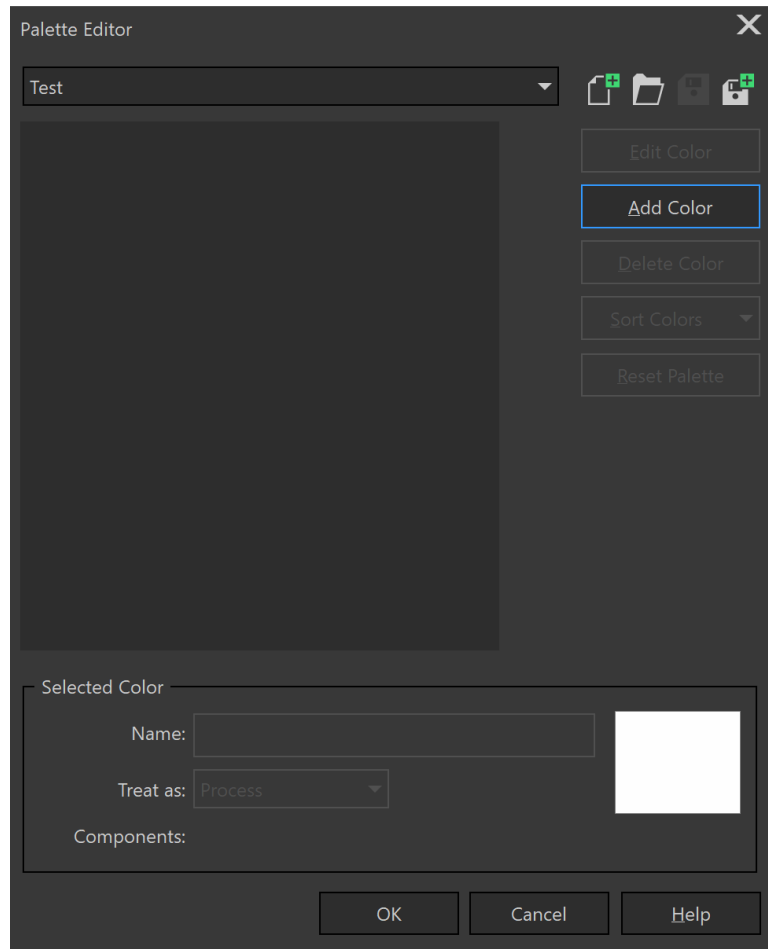 Palette Editor
Test
Edit Color
Add Color
Delete Color
Sort Colors
Reset Palette
Selected Color
Name:
Treat as: Process
Components:
OK Cancel Help